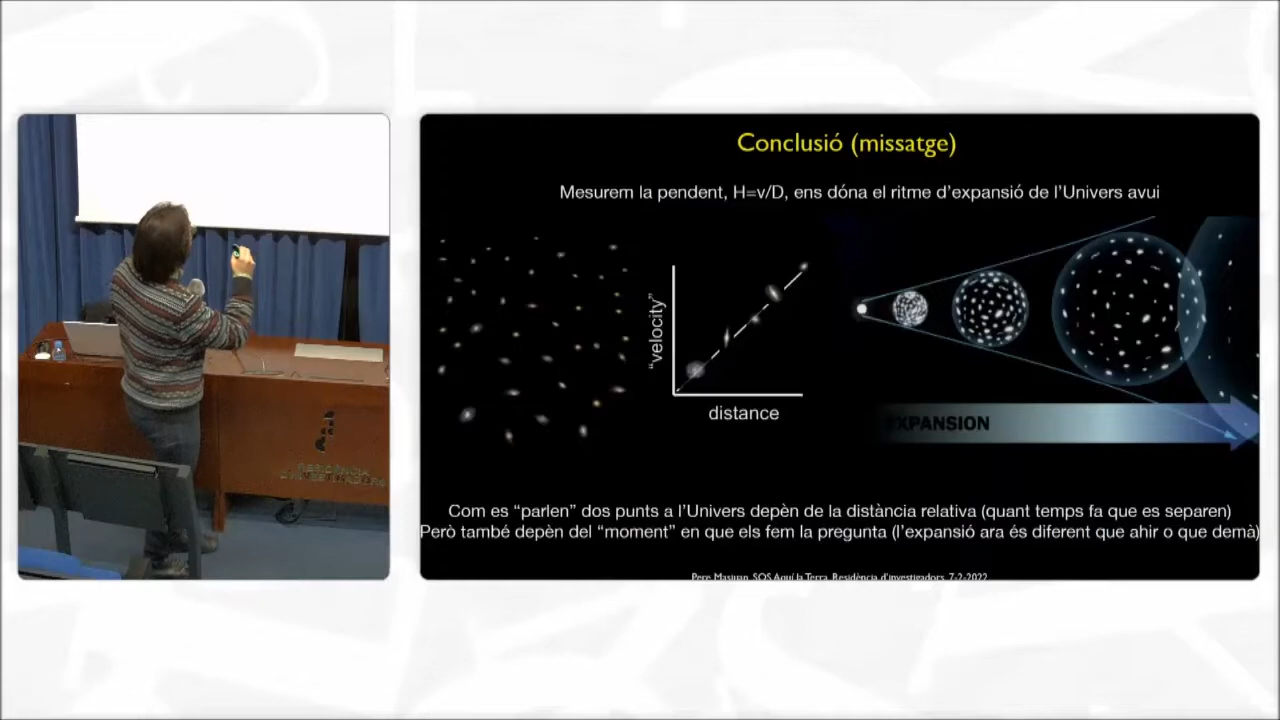 Conclusió (missatge)
Mesurem la pendent, H=v/D, ens dóna el ritme d'expansió de l'Univers avui
"velocity"
distance
EXPANSION
Com es "parlen" dos punts a l'Univers depèn de la distància relativa (quant temps fa que es separen)
Però també depèn del "moment" en que els fem la pregunta (l'expansió ara és diferent que ahir o que demà)
Pere Masjuan, SOS Aquí la Terra, Residència d'investigadors, 7-2-2022
RESIDÈNCIA
D'INVESTIGADORS